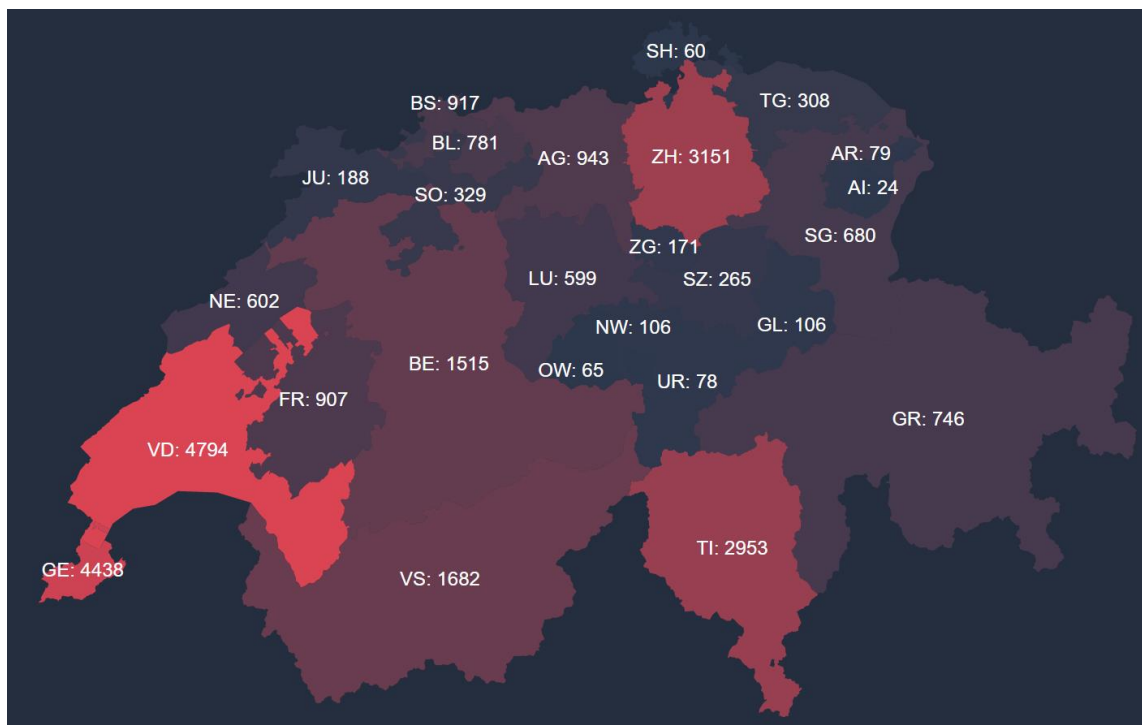 SH: 60
TG: 308
BS: 917
BL: 781
AG: 943
ZH: 3151
AR: 79
JU: 188
SO: 329
AI: 24
ZG: 171
SG: 680
LU: 599
SZ: 265
NE: 602
NW: 106
GL: 106
BE: 1515
OW: 65
UR: 78
FR: 907
GR: 746
VD: 4794
TI: 2953
GE: 4438
VS: 1682